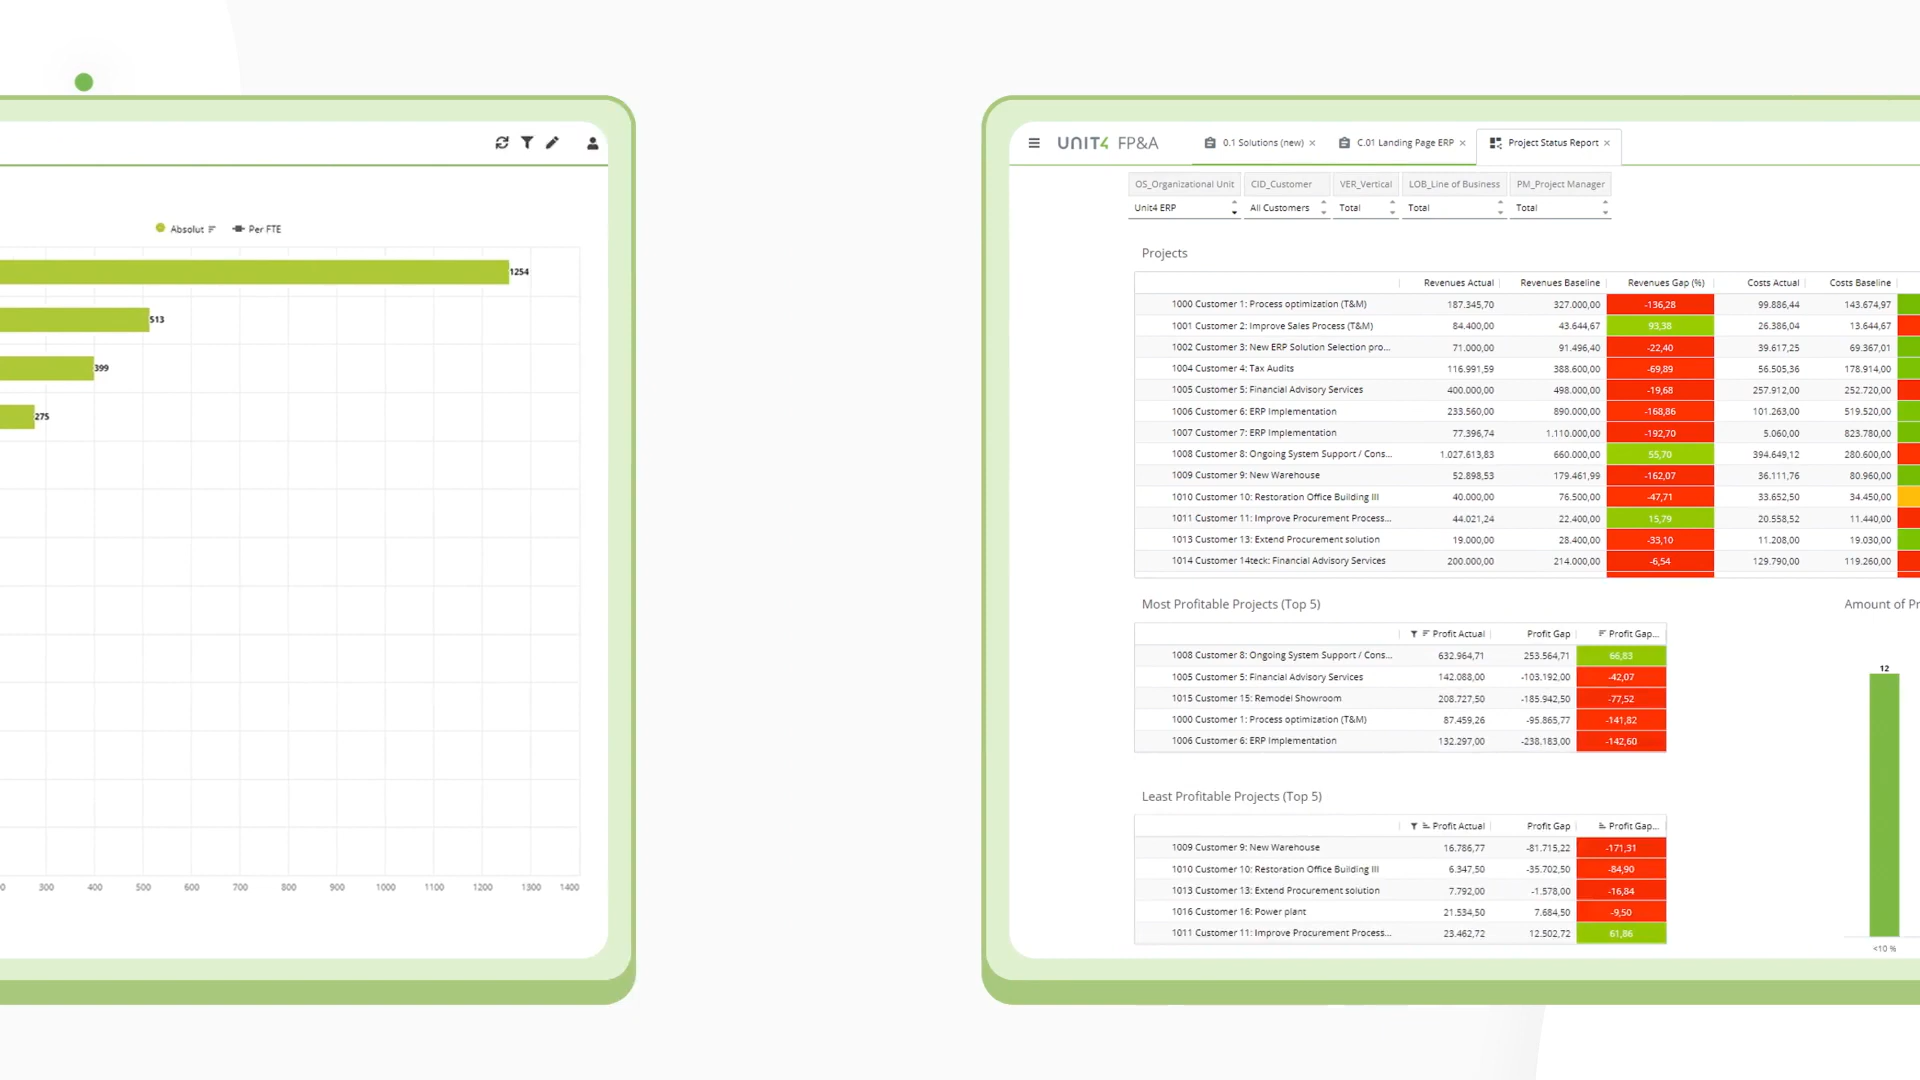 Absolut
Per FTE
1254
513
399
275
0 300 400 500 600 700 800 900 1000 1100 1200 1300 1400
UNIT4 FP&A
0.1 Solutions (new)
C.01 Landing Page ERP
Project Status Report
OS_Organizational Unit CID_Customer VER_Vertical LOB_Line of Business PM_Project Manager
Unit4 ERP All Customers Total Total Total
Projects
Revenues Actual Revenues Baseline Revenues Gap (%) Costs Actual Costs Baseline
1000 Customer 1: Process optimization (T&M) 187.345,70 327.000,00 -136,28 99.886,44 143.674,97
1001 Customer 2: Improve Sales Process (T&M) 84.400,00 43.644,67 93,38 26.386,04 13.644,67
1002 Customer 3: New ERP Solution Selection pro... 71.000,00 91.496,40 -22,40 39.617,25 69.367,01
1004 Customer 4: Tax Audits 116.991,59 388.600,00 -69,89 56.505,36 178.914,00
1005 Customer 5: Financial Advisory Services 400.000,00 498.000,00 -19,68 257.912,00 252.720,00
1006 Customer 6: ERP Implementation 233.560,00 890.000,00 -168,86 101.263,00 519.520,00
1007 Customer 7: ERP Implementation 77.396,74 1.110.000,00 -192,70 5.060,00 823.780,00
1008 Customer 8: Ongoing System Support / Cons... 1.027.613,83 660.000,00 55,70 394.649,12 280.600,00
1009 Customer 9: New Warehouse 52.898,53 179.461,99 -162,07 36.111,76 80.960,00
1010 Customer 10: Restoration Office Building III 40.000,00 76.500,00 -47,71 33.652,50 34.450,00
1011 Customer 11: Improve Procurement Process... 44.021,24 22.400,00 15,79 20.558,52 11.440,00
1013 Customer 13: Extend Procurement solution 19.000,00 28.400,00 -33,10 11.208,00 19.030,00
1014 Customer 14teck: Financial Advisory Services 200.000,00 214.000,00 -6,54 129.790,00 119.260,00
Most Profitable Projects (Top 5)
Profit Actual Profit Gap Profit Gap...
1008 Customer 8: Ongoing System Support / Cons... 632.964,71 253.564,71 66,83
1005 Customer 5: Financial Advisory Services 142.088,00 -103.192,00 -42,07
1015 Customer 15: Remodel Showroom 208.727,50 -185.942,50 -77,52
1000 Customer 1: Process optimization (T&M) 87.459,26 -95.865,77 -141,82
1006 Customer 6: ERP Implementation 132.297,00 -238.183,00 -142,60
Least Profitable Projects (Top 5)
Profit Actual Profit Gap Profit Gap...
1009 Customer 9: New Warehouse 16.786,77 -81.715,22 -171,31
1010 Customer 10: Restoration Office Building III 6.347,50 -35.702,50 -84,90
1013 Customer 13: Extend Procurement solution 7.792,00 -1.578,00 -16,84
1016 Customer 16: Power plant 21.534,50 7.684,50 -9,50
1011 Customer 11: Improve Procurement Process... 23.462,72 12.502,72 61,86
Amount of Pr
12
<10 %